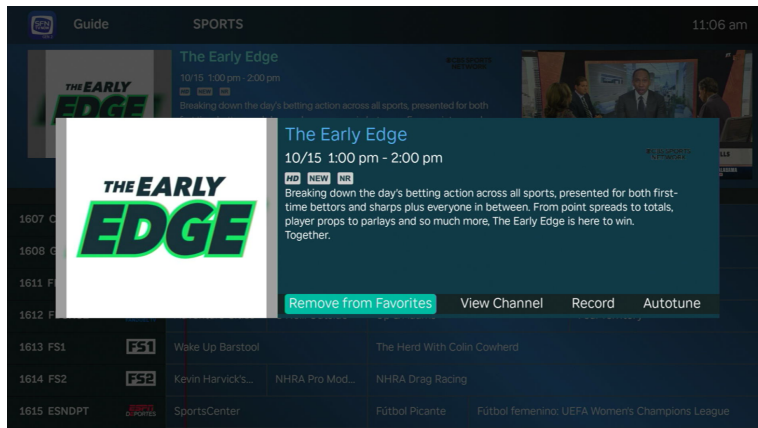 Guide
SPORTS
11:06 am
The Early Edge
10/15 1:00 pm - 2:00 pm
HD NEW NR
Breaking down the day's betting action across all sports, presented for both
THE EARLY
EDGE
THE EARLY
EDGE
The Early Edge
10/15 1:00 pm - 2:00 pm
CBS SPORTS
NETWORK
HD NEW NR
Breaking down the day's betting action across all sports, presented for both first-
time bettors and sharps plus everyone in between. From point spreads to totals,
player props to parlays and so much more, The Early Edge is here to win.
Together.
Remove from Favorites View Channel Record Autotune
1607
1608
1611
1612
1613 FS1 FS1 Wake Up Barstool The Herd With Colin Cowherd
1614 FS2 FS2 Kevin Harvick's... NHRA Pro Mod... NHRA Drag Racing
1615 ESNDPT ESPN DEPORTES SportsCenter Fútbol Picante Fútbol femenino: UEFA Women's Champions League